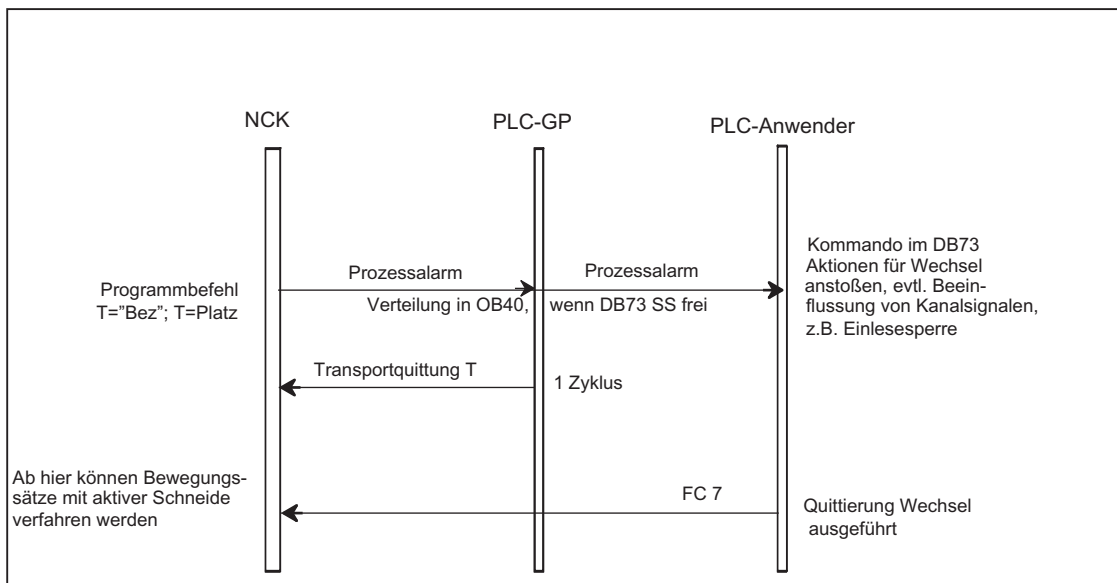 NCK
PLC-GP
PLC-Anwender
Programmbefehl
T=”Bez”; T=Platz
Prozessalarm
Verteilung in OB40,
Prozessalarm
wenn DB73 SS frei
Kommando im DB73
Aktionen für Wechsel
anstoßen, evtl. Beein-
flussung von Kanalsignalen,
z.B. Einlesesperre
Transportquittung T
1 Zyklus
Ab hier können Bewegungs-
sätze mit aktiver Schneide
verfahren werden
FC 7
Quittierung Wechsel
ausgeführt